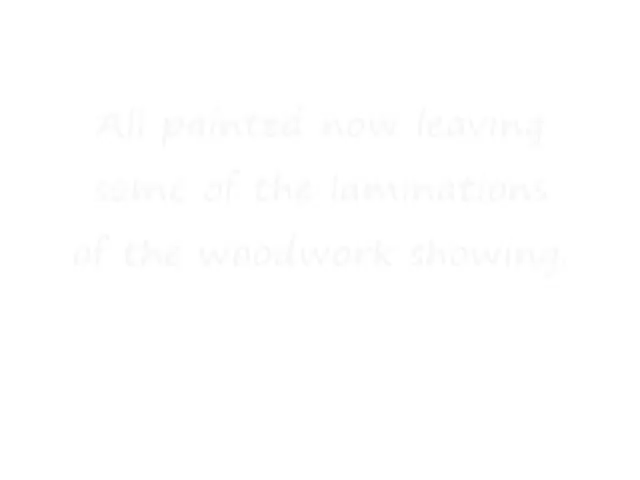 All painted now leaving
some of the laminations
of the woodwork showing.